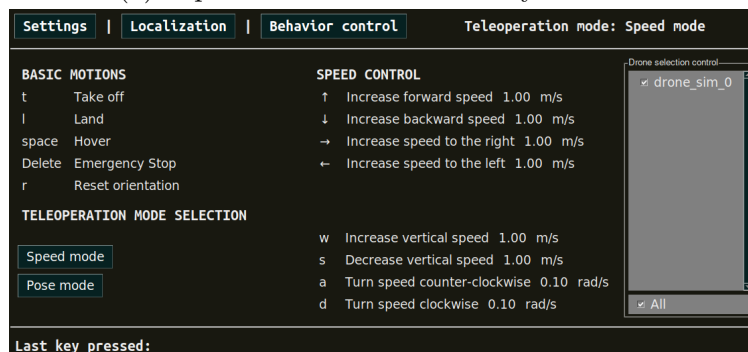 Settings | Localization | Behavior control Teleoperation mode: Speed mode
Drone selection control
drone_sim_0
All
BASIC MOTIONS
t Take off
l Land
space Hover
Delete Emergency Stop
r Reset orientation
TELEOPERATION MODE SELECTION
Speed mode
Pose mode
SPEED CONTROL
↑ Increase forward speed 1.00 m/s
↓ Increase backward speed 1.00 m/s
→ Increase speed to the right 1.00 m/s
← Increase speed to the left 1.00 m/s
w Increase vertical speed 1.00 m/s
s Decrease vertical speed 1.00 m/s
a Turn speed counter-clockwise 0.10 rad/s
d Turn speed clockwise 0.10 rad/s
Last key pressed: